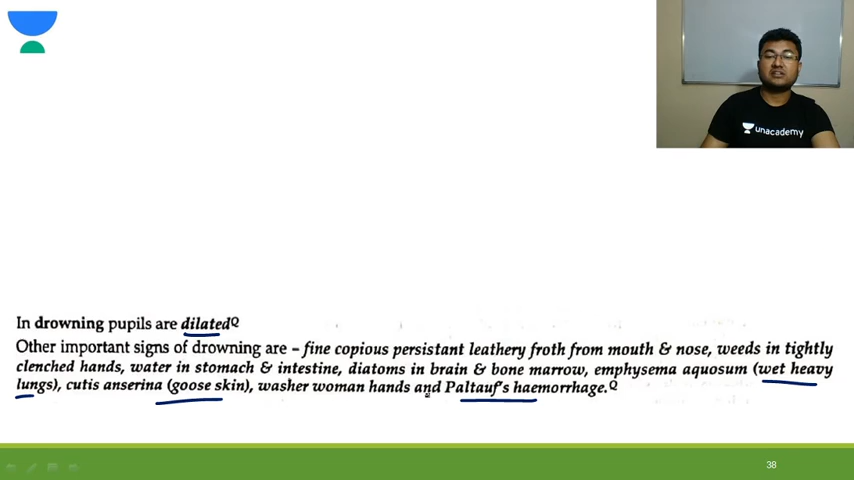 unacademy
In drowning pupils are dilatedQ
Other important signs of drowning are – fine copious persistant leathery froth from mouth & nose, weeds in tightly
clenched hands, water in stomach & intestine, diatoms in brain & bone marrow, emphysema aquosum (wet heavy
lungs), cutis anserina (goose skin), washer woman hands and Paltauf's haemorrhage.Q
38